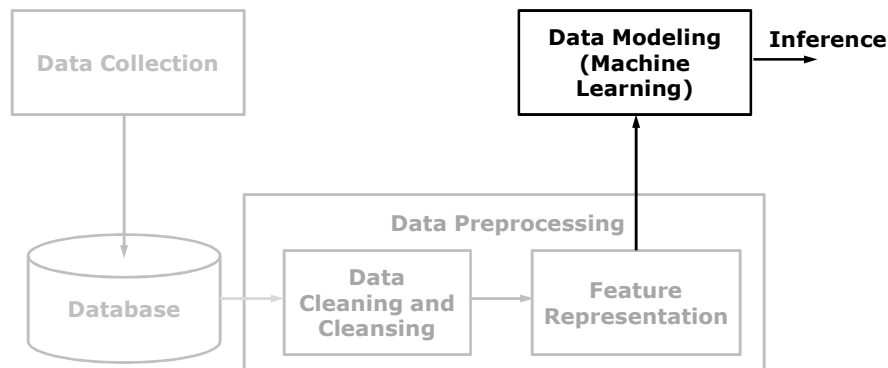 Data Collection
Data Modeling
(Machine
Learning)
Inference
Data Preprocessing
Database
Data
Cleaning and
Cleansing
Feature
Representation